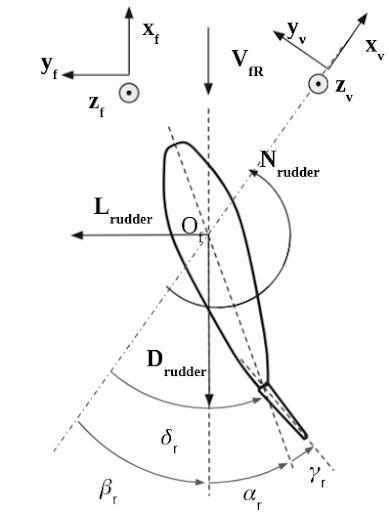 x_f
y_f
z_f
V_fR
y_v
x_v
z_v
N_rudder
L_rudder
O_r
D_rudder
δ_r
β_r
α_r
γ_r